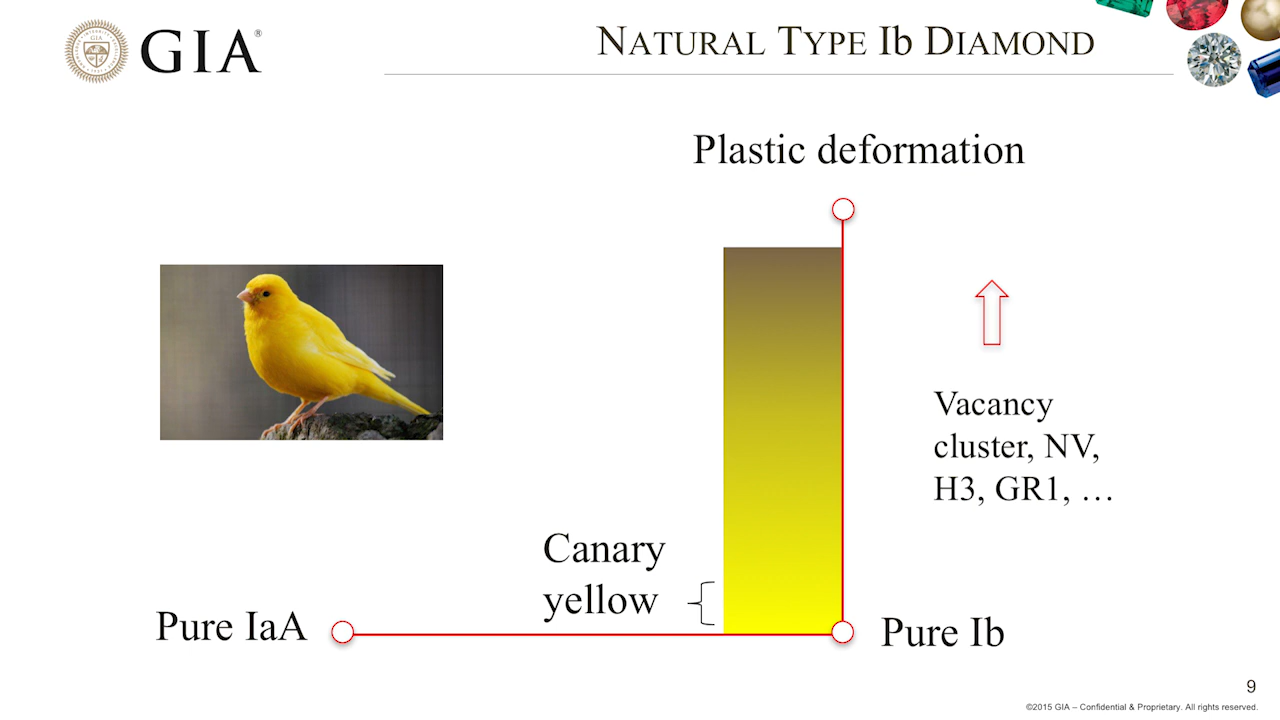 GIA®
NATURAL TYPE Ib DIAMOND
Plastic deformation
Vacancy
cluster, NV,
H3, GR1, …
Canary
yellow
Pure IaA
Pure Ib
9
©2015 GIA – Confidential & Proprietary. All rights reserved.